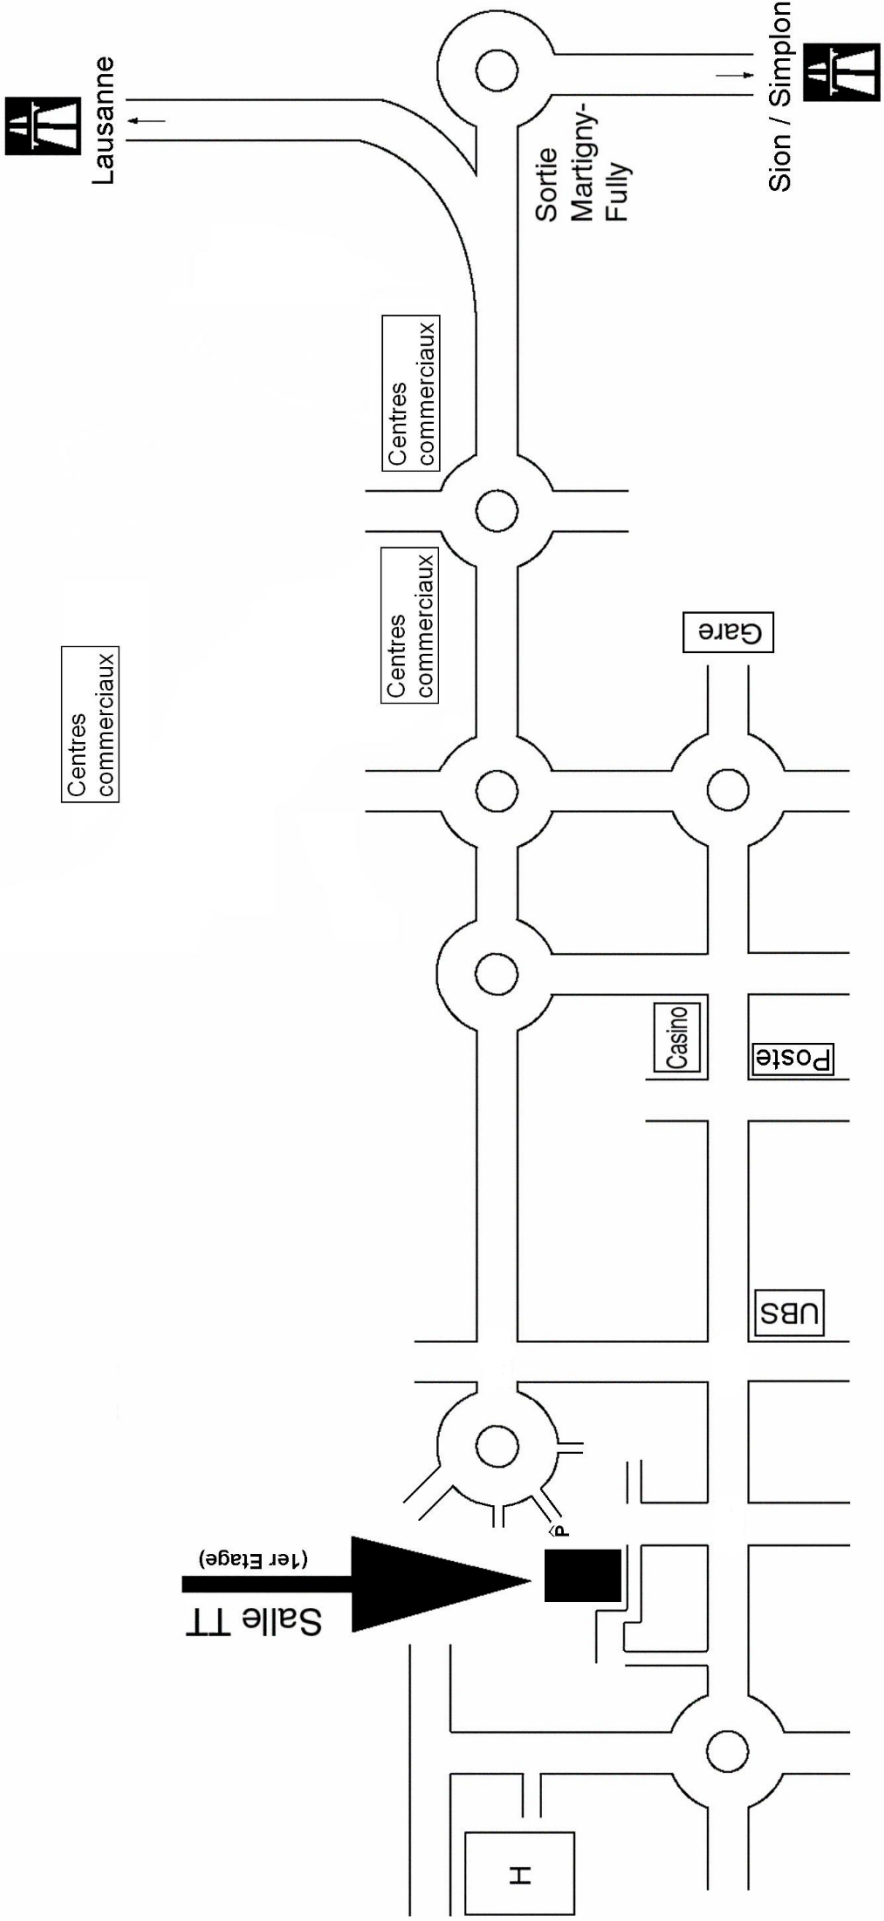 Lausanne
Sion / Simplon
Sortie
Martigny-
Fully
Centres
commerciaux
Centres
commerciaux
Centres
commerciaux
Gare
Casino
Poste
UBS
P
(1er Etage)
Salle TT
H